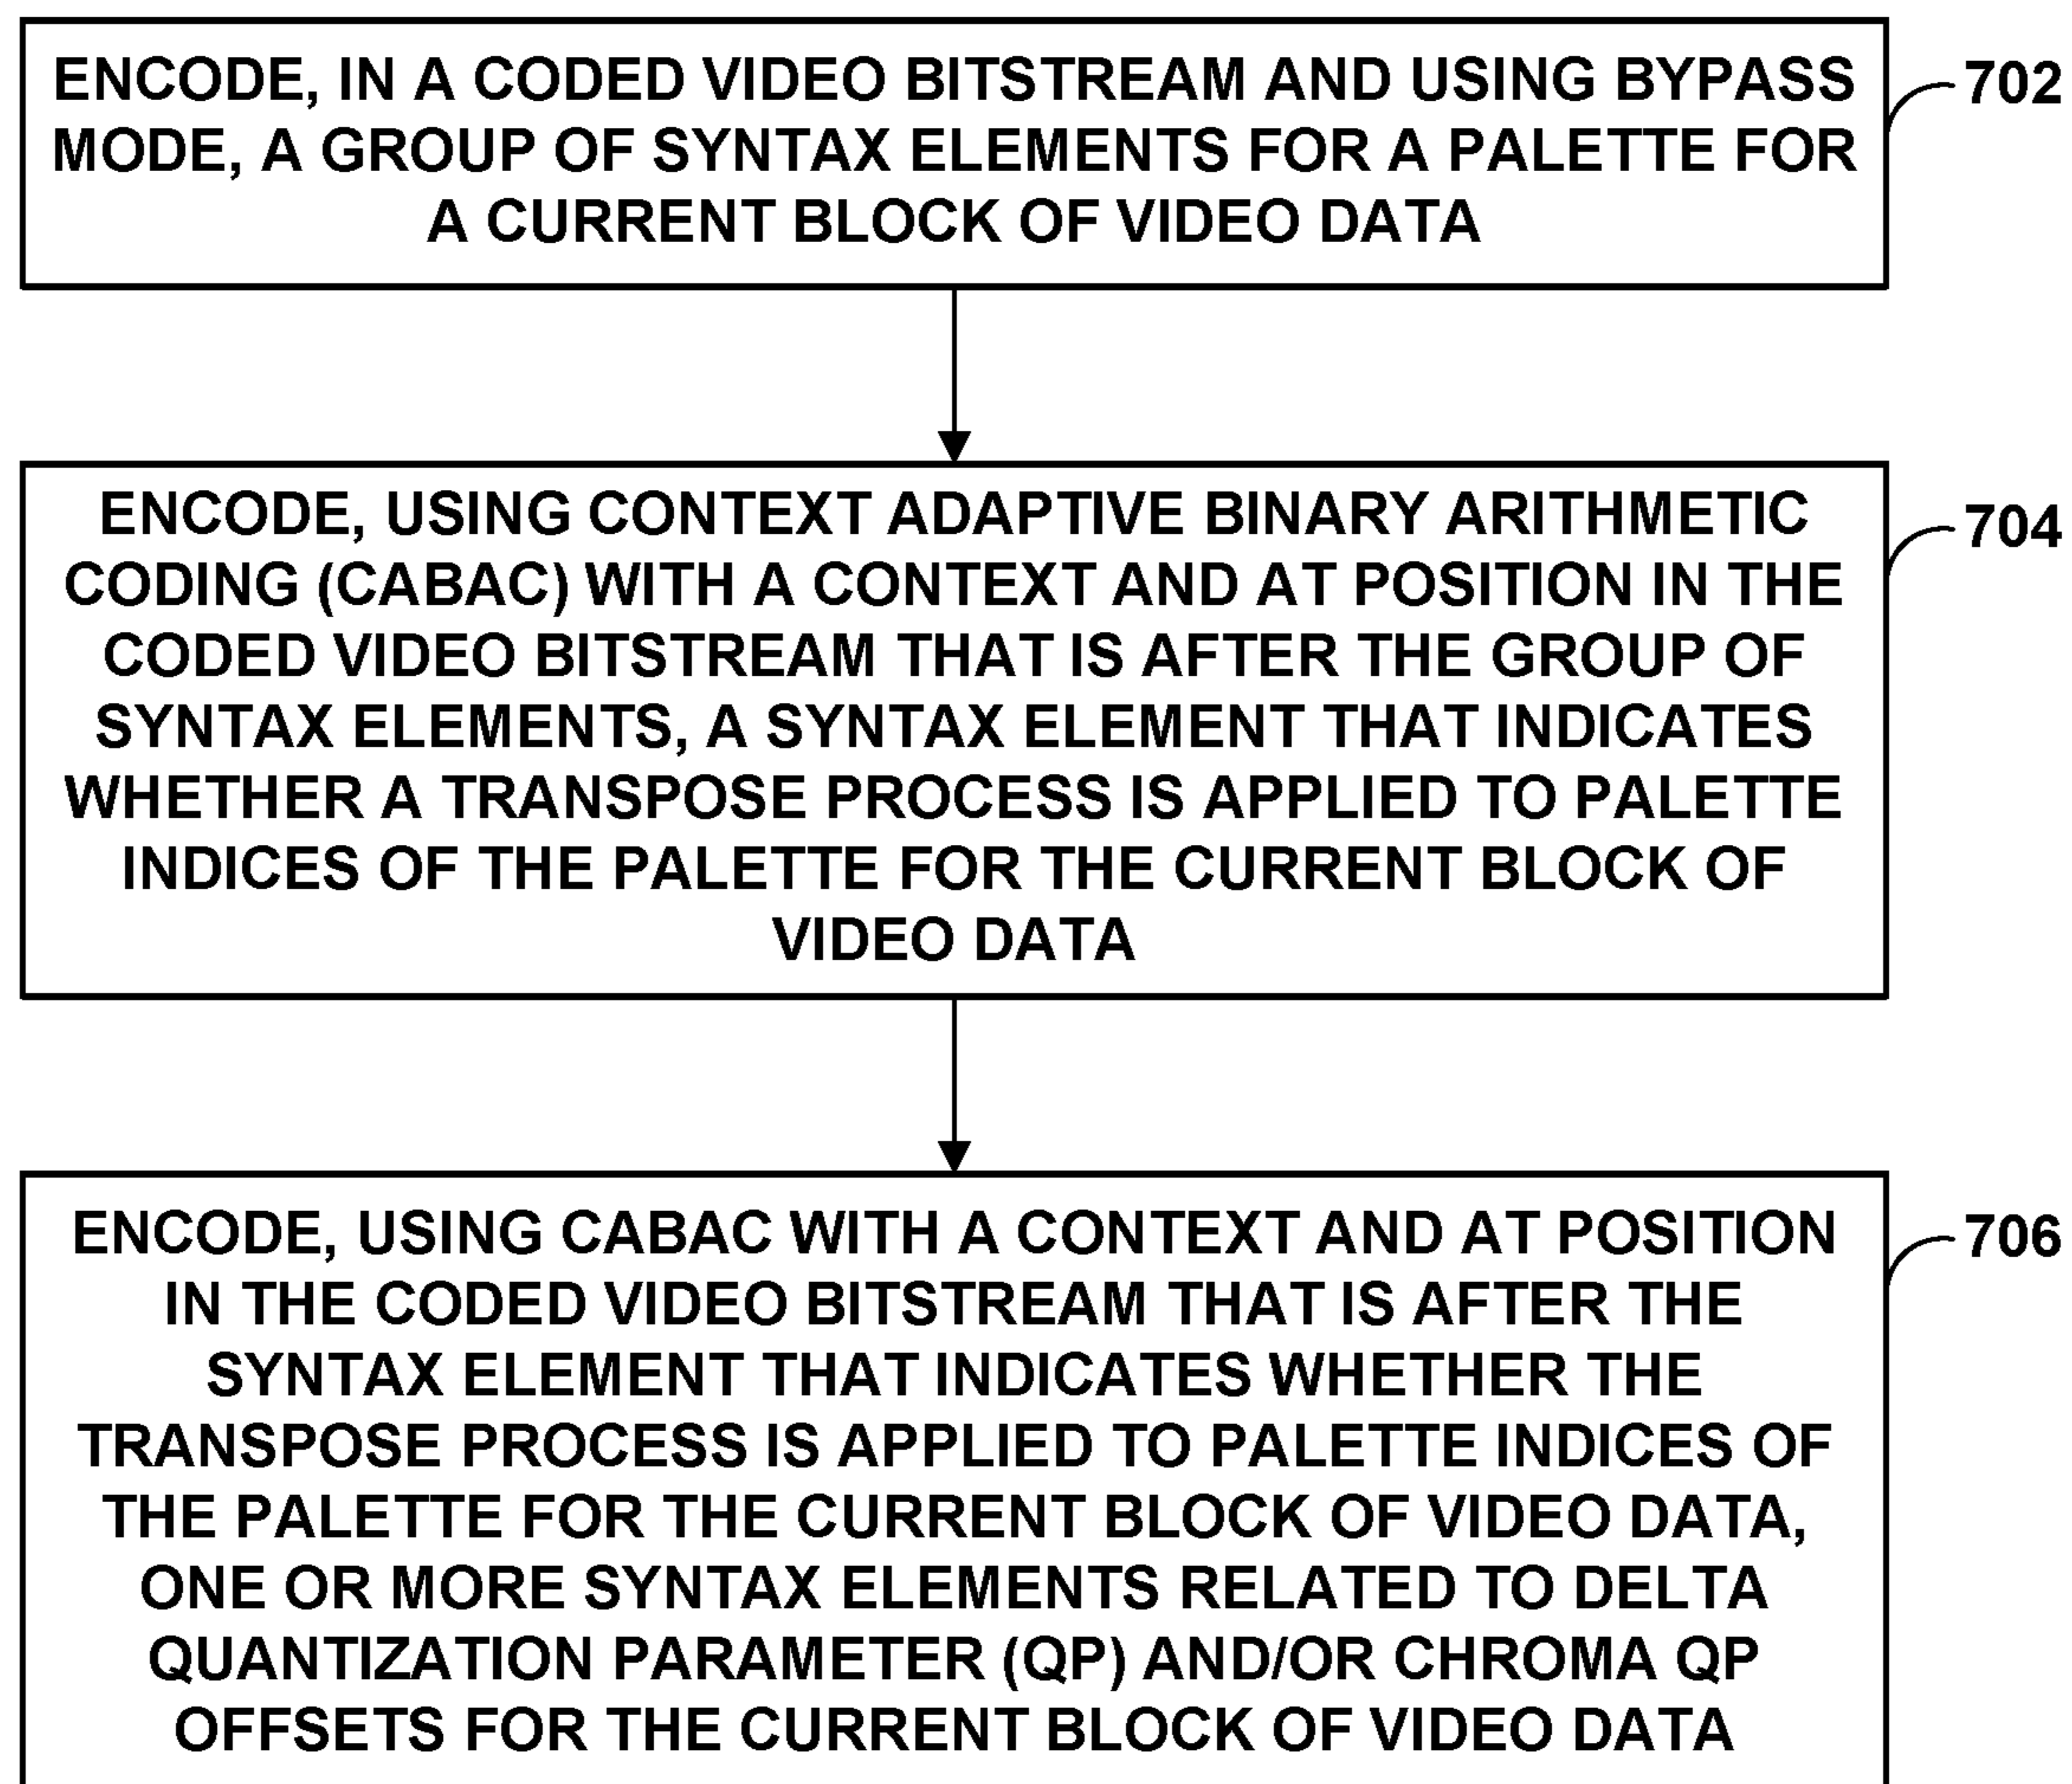 ENCODE, IN A CODED VIDEO BITSTREAM AND USING BYPASS
MODE, A GROUP OF SYNTAX ELEMENTS FOR A PALETTE FOR
A CURRENT BLOCK OF VIDEO DATA
702
ENCODE, USING CONTEXT ADAPTIVE BINARY ARITHMETIC
CODING (CABAC) WITH A CONTEXT AND AT POSITION IN THE
CODED VIDEO BITSTREAM THAT IS AFTER THE GROUP OF
SYNTAX ELEMENTS, A SYNTAX ELEMENT THAT INDICATES
WHETHER A TRANSPOSE PROCESS IS APPLIED TO PALETTE
INDICES OF THE PALETTE FOR THE CURRENT BLOCK OF
VIDEO DATA
704
ENCODE, USING CABAC WITH A CONTEXT AND AT POSITION
IN THE CODED VIDEO BITSTREAM THAT IS AFTER THE
SYNTAX ELEMENT THAT INDICATES WHETHER THE
TRANSPOSE PROCESS IS APPLIED TO PALETTE INDICES OF
THE PALETTE FOR THE CURRENT BLOCK OF VIDEO DATA,
ONE OR MORE SYNTAX ELEMENTS RELATED TO DELTA
QUANTIZATION PARAMETER (QP) AND/OR CHROMA QP
OFFSETS FOR THE CURRENT BLOCK OF VIDEO DATA
706